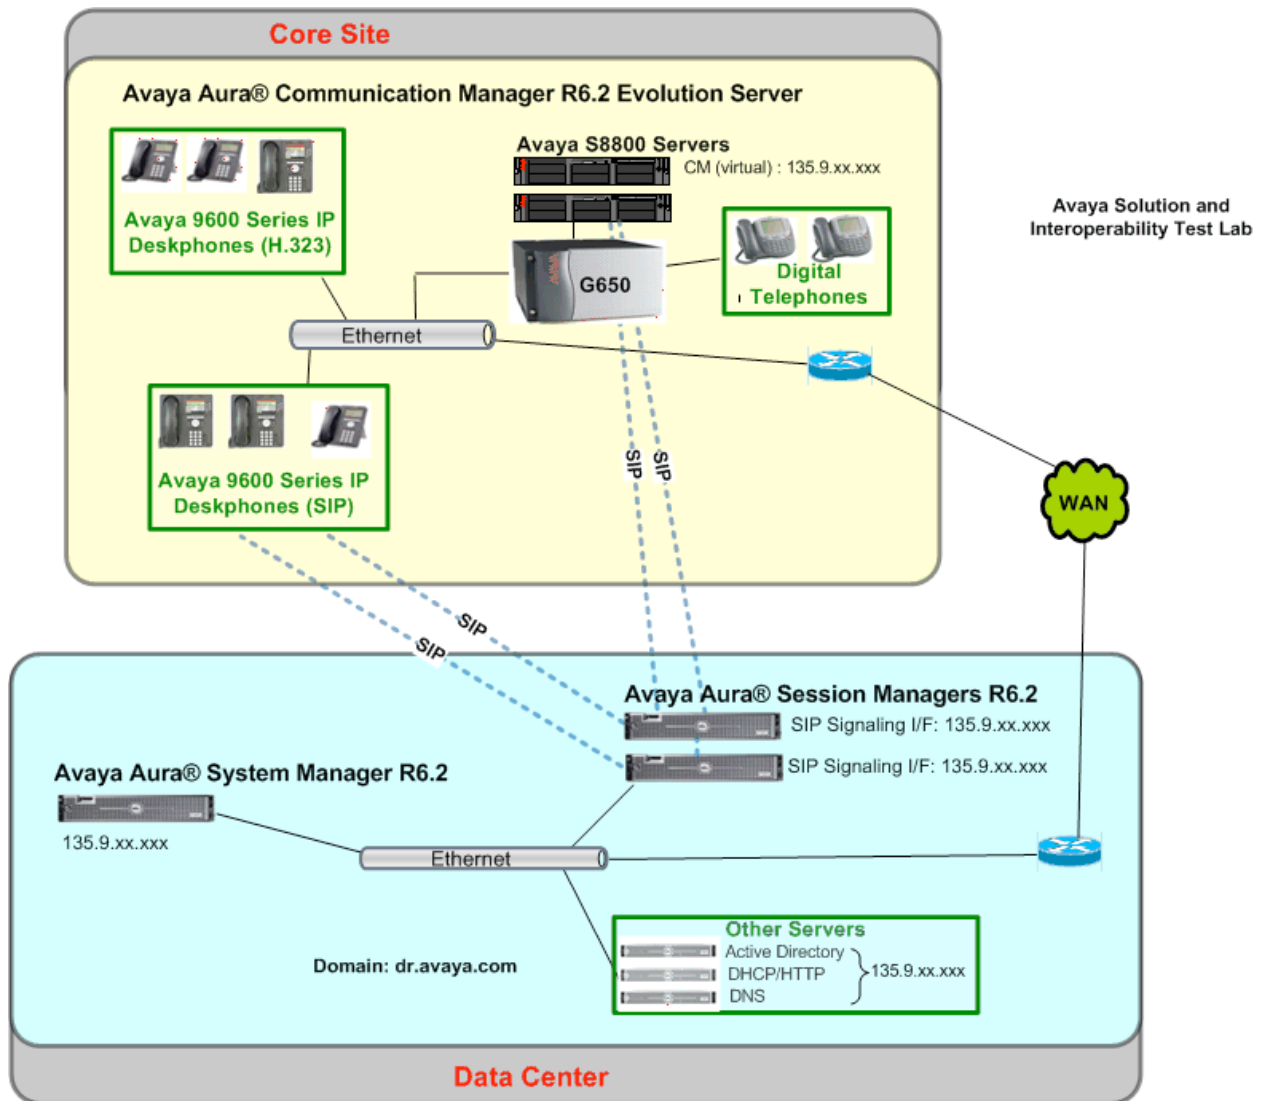 Core Site
Avaya Aura® Communication Manager R6.2 Evolution Server
Avaya S8800 Servers
CM (virtual) : 135.9.xx.xxx
Avaya 9600 Series IP
Deskphones (H.323)
Avaya Solution and
Interoperability Test Lab
G650
Digital
Telephones
Ethernet
Avaya 9600 Series IP
Deskphones (SIP)
SIP
SIP
WAN
SIP
SIP
Avaya Aura® Session Managers R6.2
SIP Signaling I/F: 135.9.xx.xxx
SIP Signaling I/F: 135.9.xx.xxx
Avaya Aura® System Manager R6.2
135.9.xx.xxx
Ethernet
Other Servers
Active Directory
DHCP/HTTP
DNS
135.9.xx.xxx
Domain: dr.avaya.com
Data Center